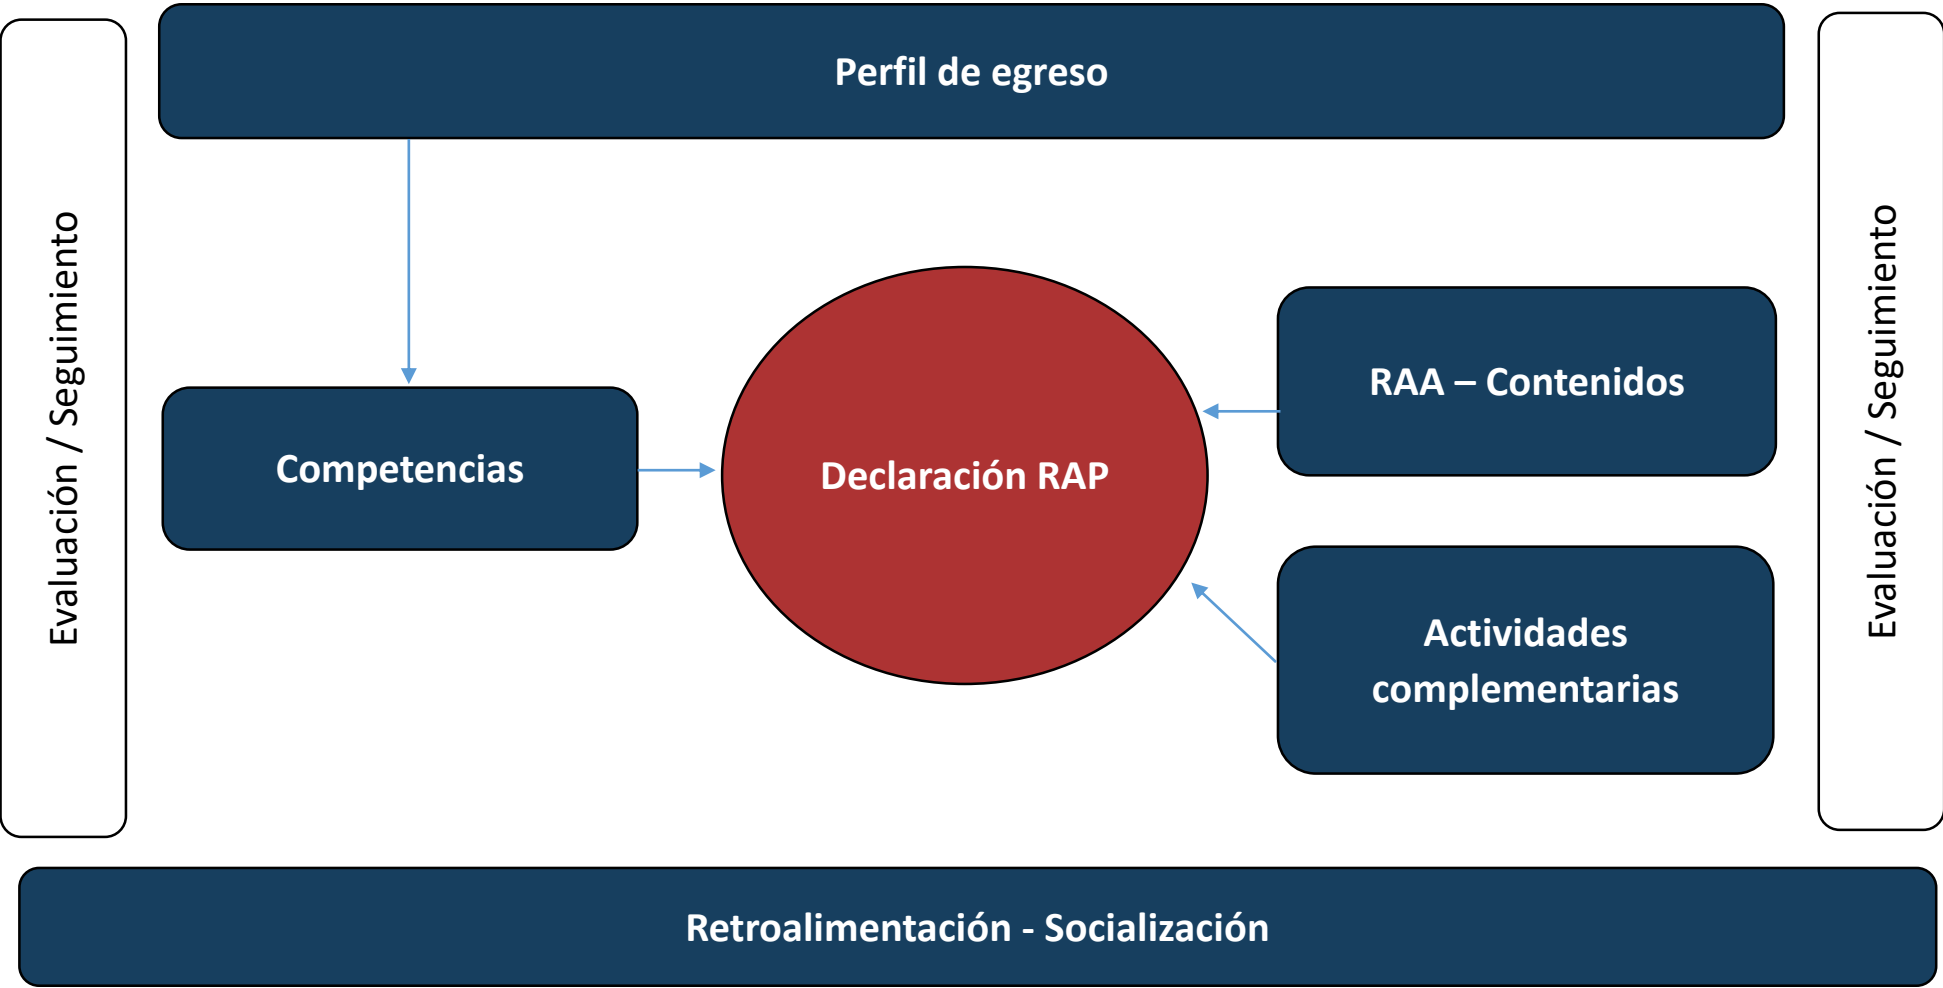 Perfil de egreso
Evaluación / Seguimiento
Competencias
Declaración RAP
RAA – Contenidos
Actividades
complementarias
Evaluación / Seguimiento
Retroalimentación - Socialización